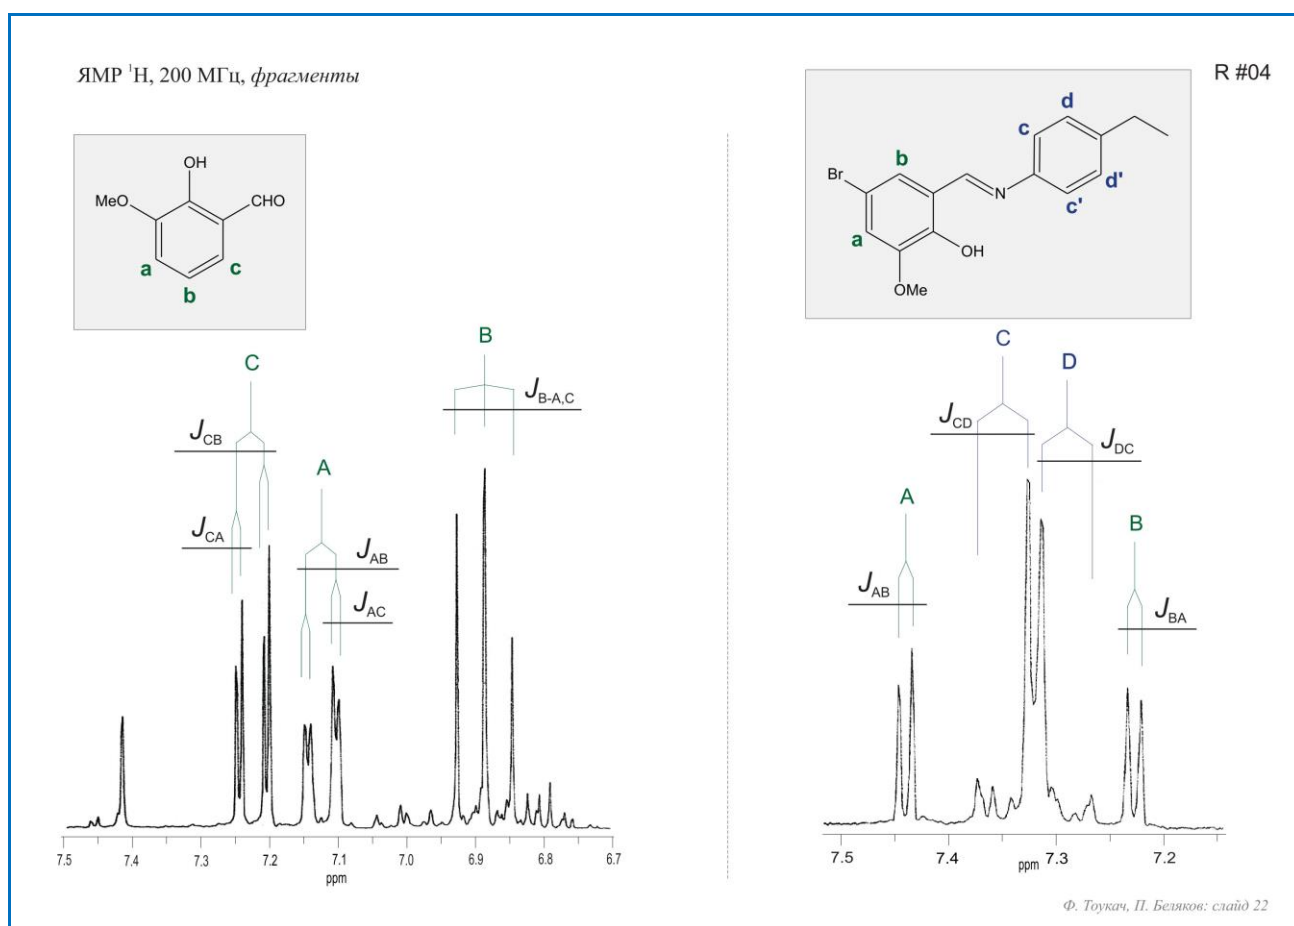 ЯМР ¹H, 200 МГц, фрагменты
R #04
OH
MeO
CHO
a
b
c
d
c
b
Br
d'
N
c'
a
OH
OMe
C
B
J_B-A,C
J_CB
A
J_CA
J_AB
J_AC
7.5 7.4 7.3 7.2 7.1 7.0 6.9 6.8 6.7
ppm
C
D
J_CD
J_DC
A
B
J_AB
J_BA
7.5 7.4 7.3 7.2
ppm
Ф. Тоукач, П. Беляков: слайд 22